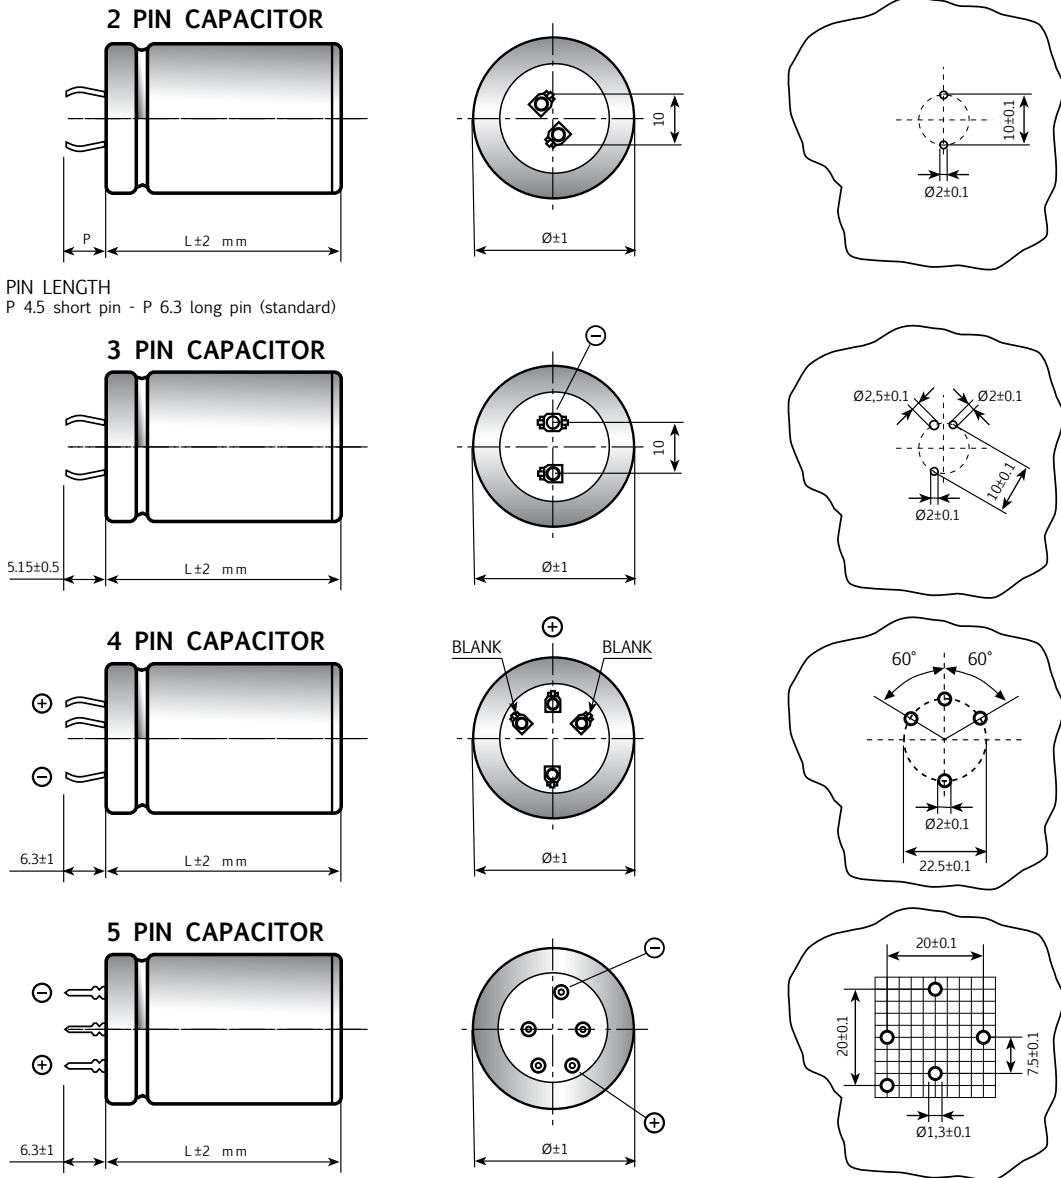 2 PIN CAPACITOR
10
10±0.1
Ø2±0.1
P
L±2 mm
Ø±1
PIN LENGTH
P 4.5 short pin - P 6.3 long pin (standard)
3 PIN CAPACITOR
−
10
Ø2,5±0.1
Ø2±0.1
10±0.1
Ø2±0.1
5.15±0.5
L±2 mm
Ø±1
4 PIN CAPACITOR
+
BLANK
BLANK
60°
60°
+
−
Ø2±0.1
6.3±1
L±2 mm
Ø±1
22.5±0.1
5 PIN CAPACITOR
−
20±0.1
−
20±0.1
7.5±0.1
+
+
Ø1,3±0.1
6.3±1
L±2 mm
Ø±1